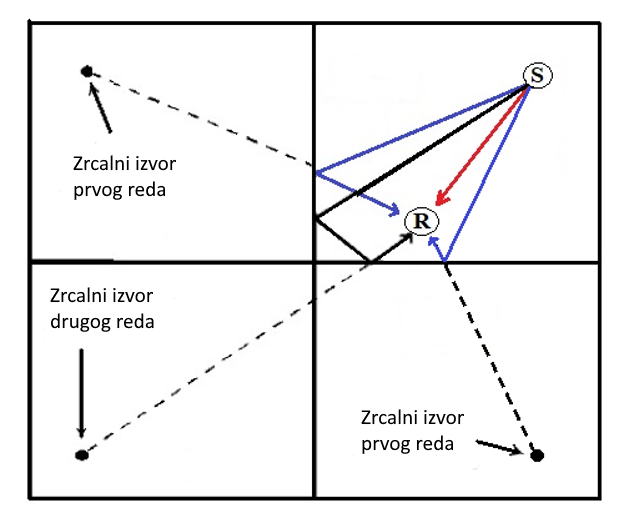 S
Zrcalni izvor
prvog reda
R
Zrcalni izvor
drugog reda
Zrcalni izvor
prvog reda